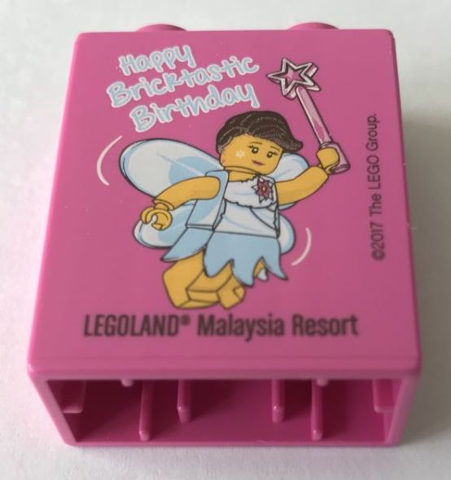 Happy
Bricktastic
Birthday
©2017 The LEGO Group.
LEGOLAND® Malaysia Resort